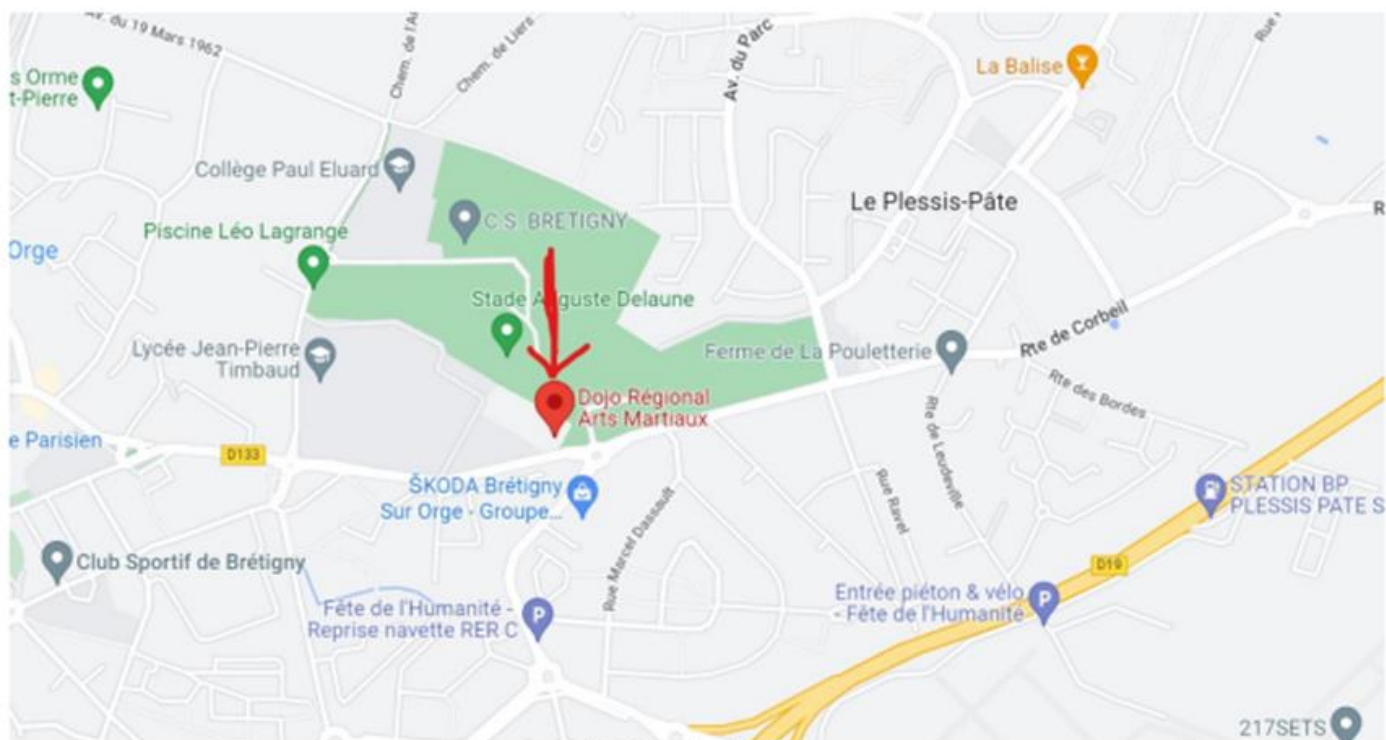 Av. du 19 Mars 1962
Chem. de Liers
Av. du Parc
La Balise
s Orme
t-Pierre
Collège Paul Eluard
C.S. BRETIGNY
Le Plessis-Pâte
Piscine Léo Lagrange
Orge
Stade Auguste Delaune
Rte de Corbeil
Lycée Jean-Pierre
Timbaud
Ferme de La Pouletterie
Rte des Bordes
Dojo Régional
Arts Martiaux
Rte de Leudeville
e Parisien
D133
ŠKODA Brétigny
Sur Orge - Groupe...
Rue Marcel Dassault
Rue Ravel
STATION BP
PLESSIS PATE S
Club Sportif de Brétigny
D19
Fête de l'Humanité -
Reprise navette RER C
Entrée piéton & vélo
- Fête de l'Humanité
217SETS